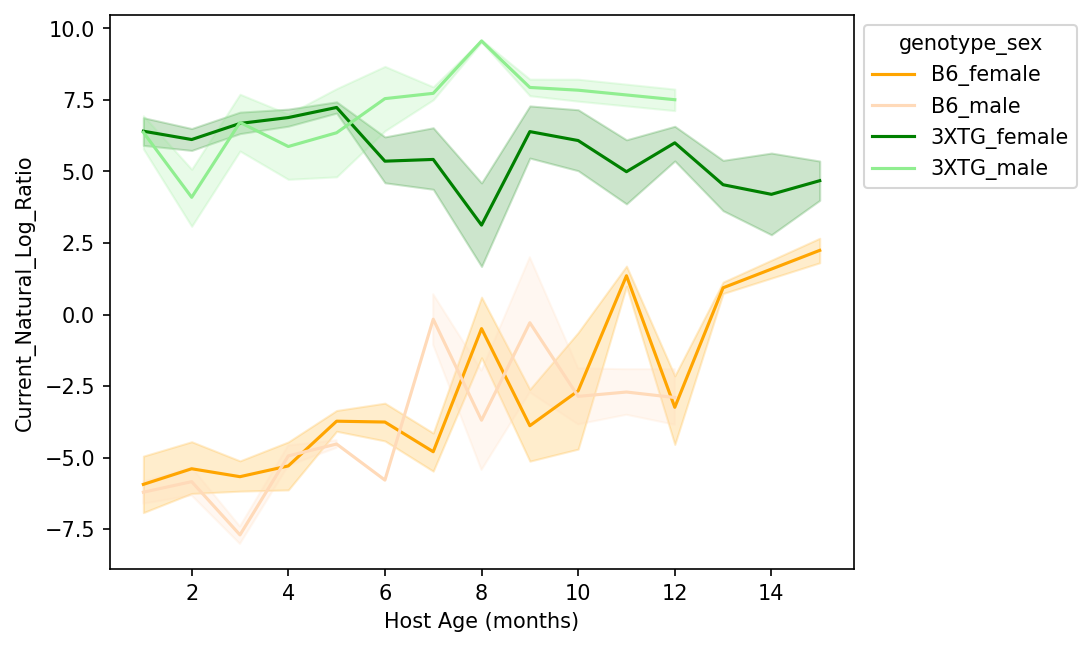 genotype_sex
B6_female
B6_male
3XTG_female
3XTG_male
Current_Natural_Log_Ratio
10.0
7.5
5.0
2.5
0.0
−2.5
−5.0
−7.5
2 4 6 8 10 12 14
Host Age (months)